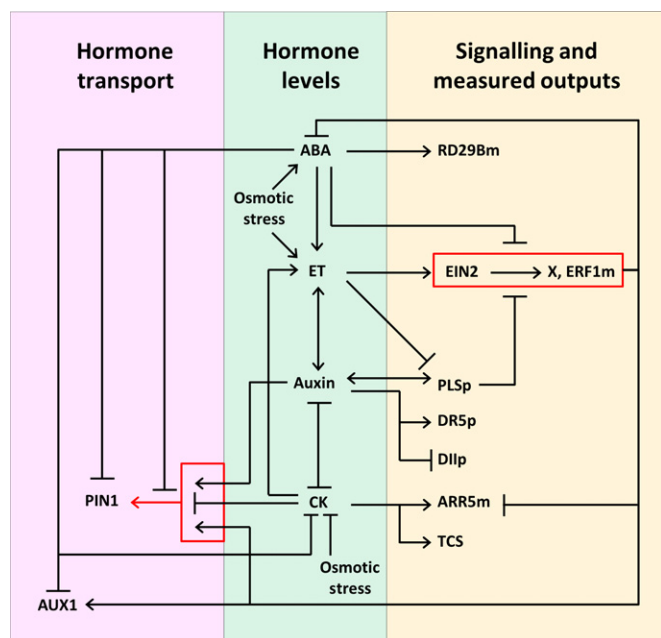 Hormone
transport
Hormone
levels
Signalling and
measured outputs
ABA
RD29Bm
Osmotic
stress
ET
EIN2
X, ERF1m
Auxin
PLSp
DR5p
DIIp
PIN1
CK
ARR5m
TCS
Osmotic
stress
AUX1